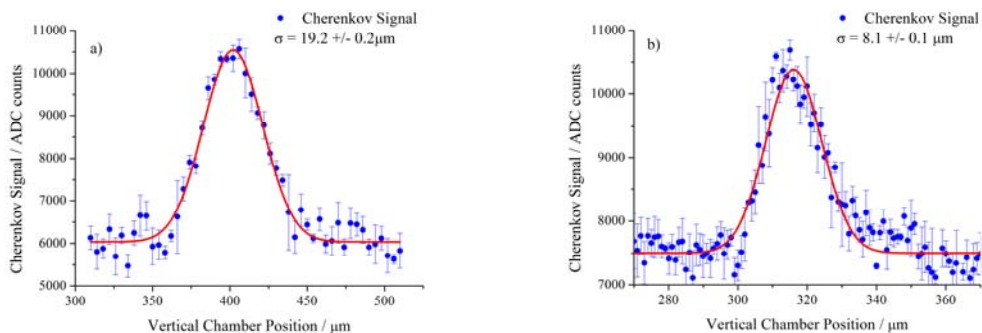 a)
Cherenkov Signal
σ = 19.2 +/- 0.2μm
11000
10000
9000
8000
7000
6000
5000
Cherenkov Signal / ADC counts
300 350 400 450 500
Vertical Chamber Position / μm
b)
Cherenkov Signal
σ = 8.1 +/- 0.1 μm
11000
10000
9000
8000
7000
Cherenkov Signal / ADC counts
280 300 320 340 360
Vertical Chamber Position / μm